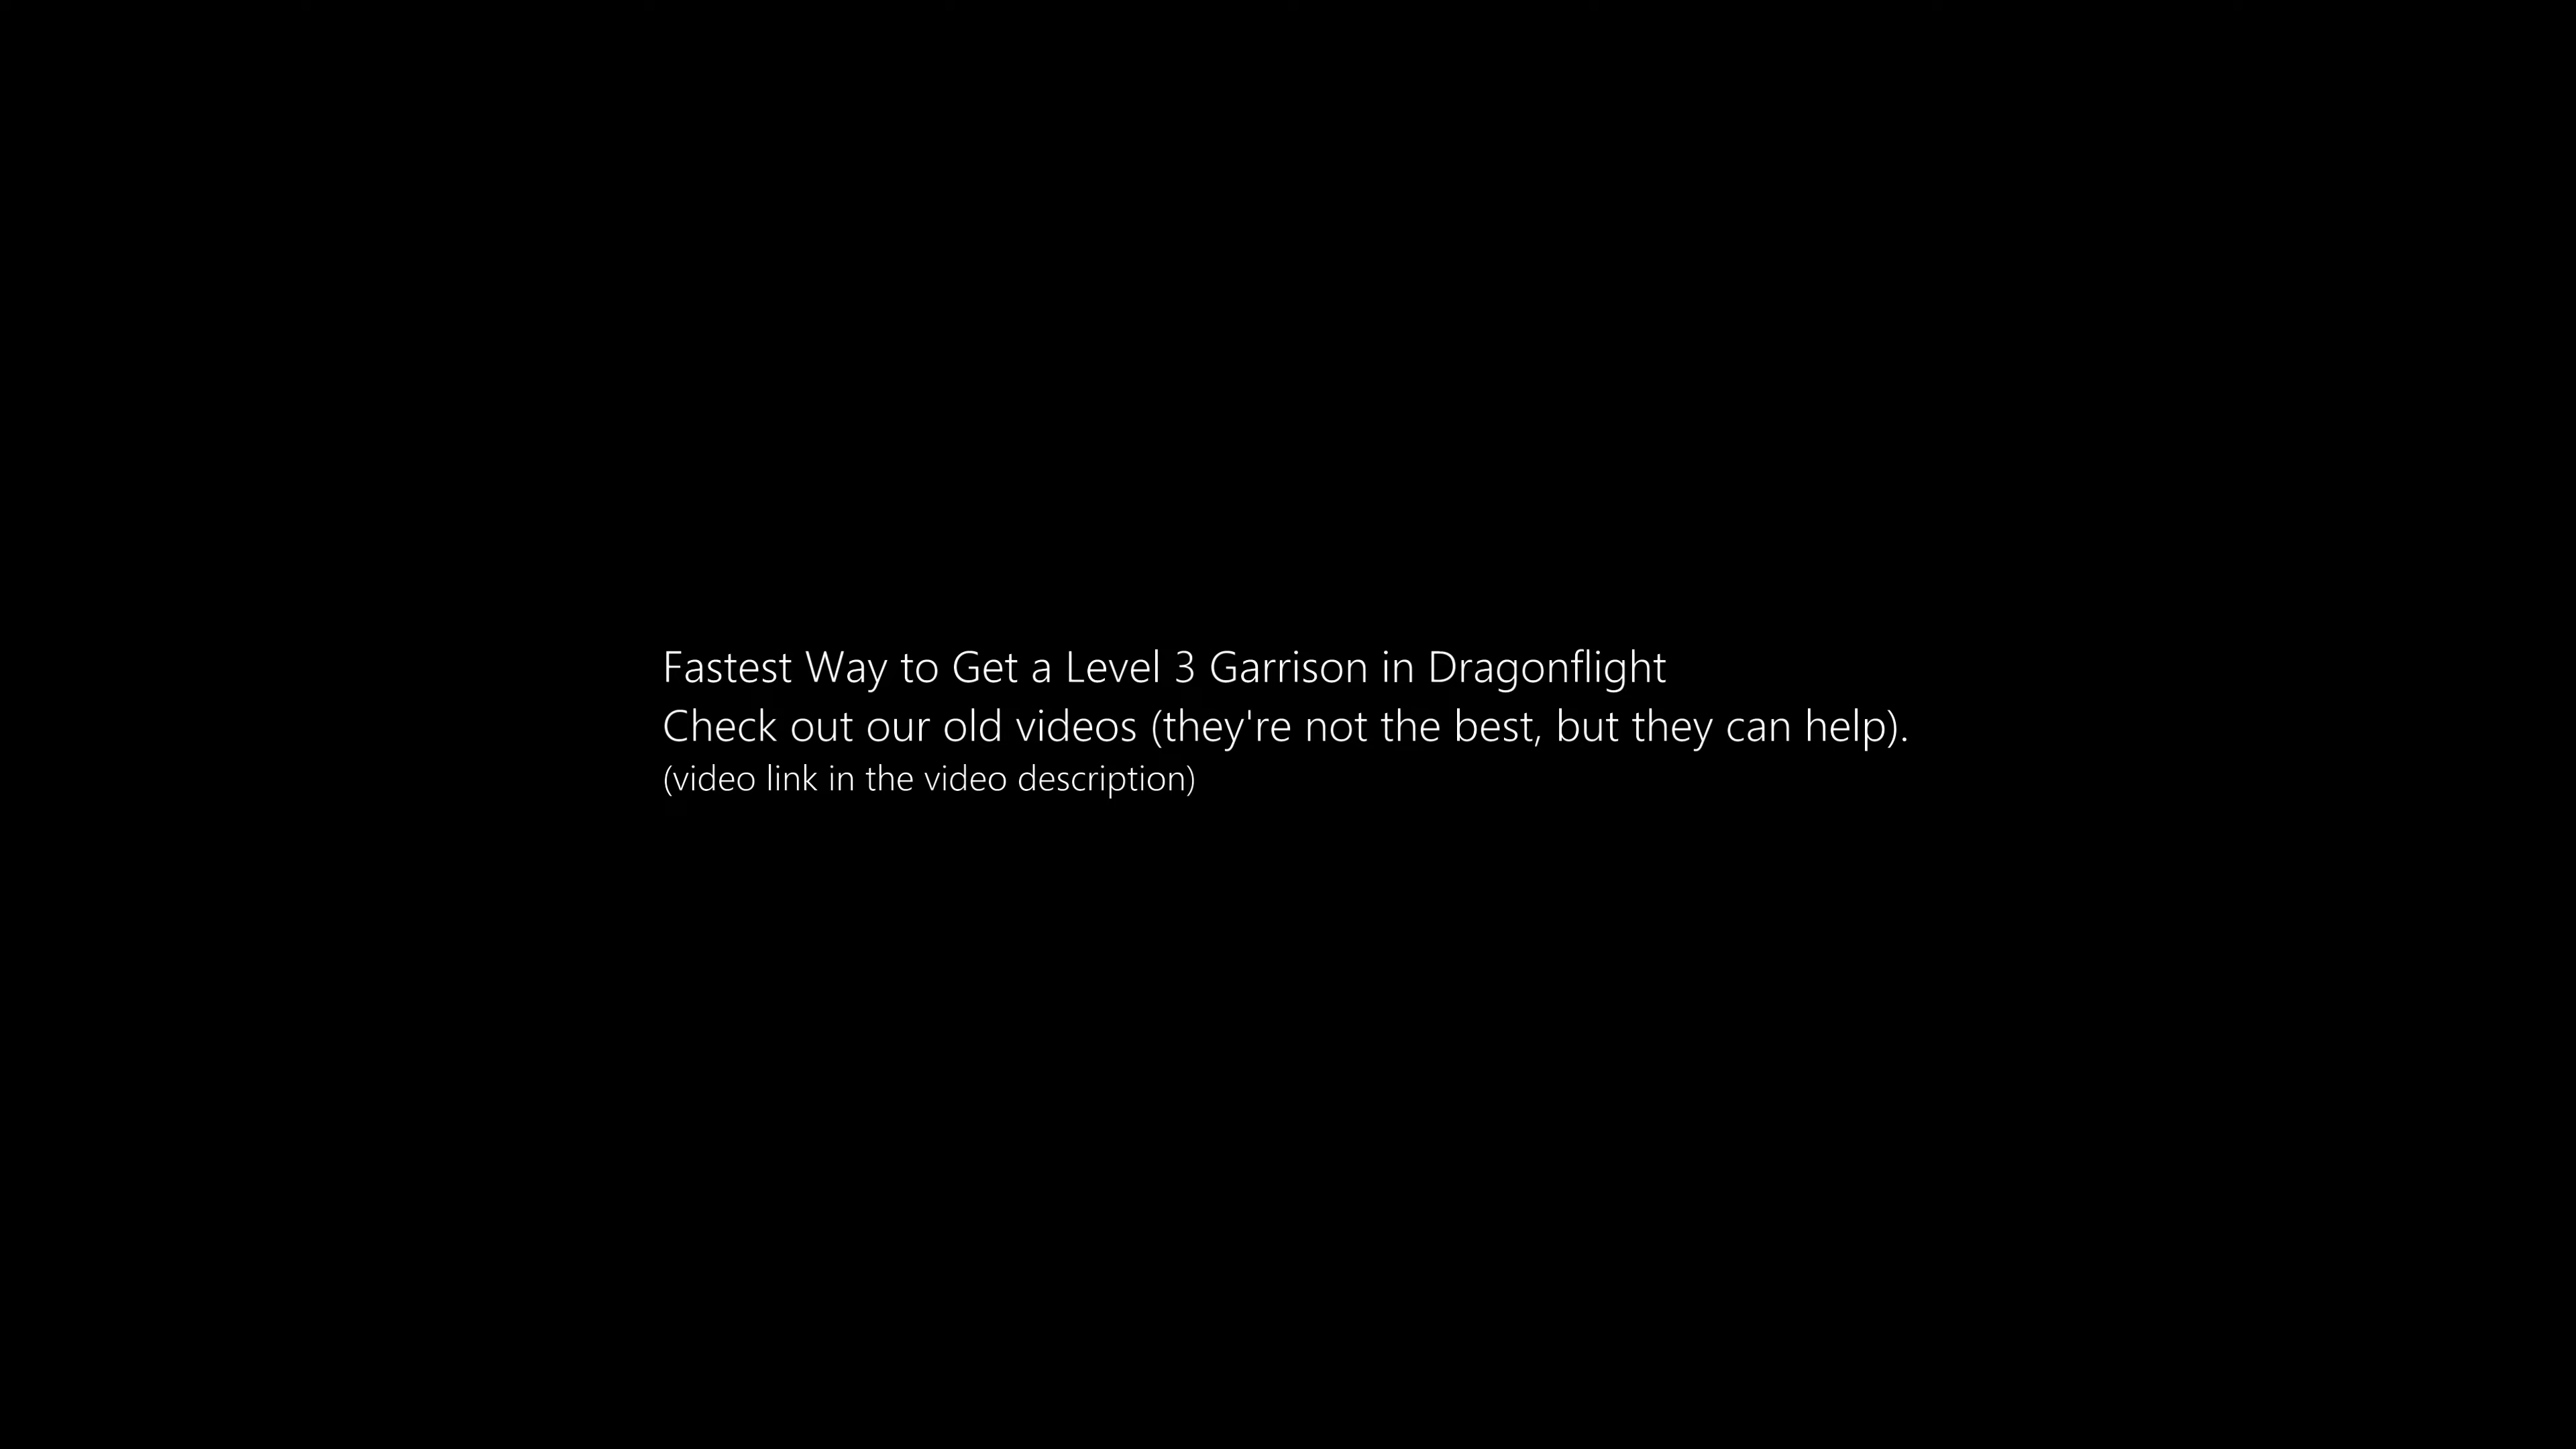 Fastest Way to Get a Level 3 Garrison in Dragonflight
Check out our old videos (they're not the best, but they can help).
(video link in the video description)